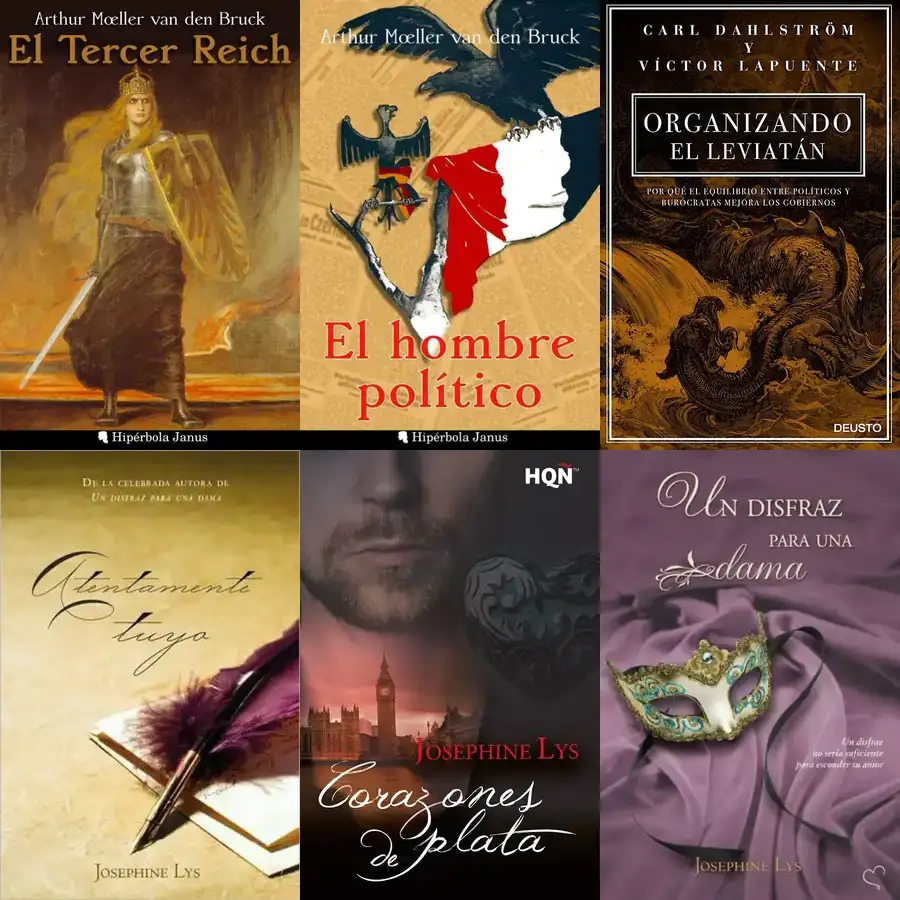 Arthur Mœller van den Bruck
El Tercer Reich
Hipérbola Janus
Arthur Mœller van den Bruck
El hombre
político
Hipérbola Janus
CARL DAHLSTRÖM
Y
VÍCTOR LAPUENTE
ORGANIZANDO
EL LEVIATÁN
POR QUÉ EL EQUILIBRIO ENTRE POLÍTICOS Y
BURÓCRATAS MEJORA LOS GOBIERNOS
DEUSTO
DE LA CELEBRADA AUTORA DE
UN DISFRAZ PARA UNA DAMA
Atentamente
tuyo
JOSEPHINE LYS
HQN™
JOSEPHINE LYS
Corazones
de plata
UN DISFRAZ
PARA UNA
dama
Un disfraz
no sería suficiente
para esconder su amor
JOSEPHINE LYS